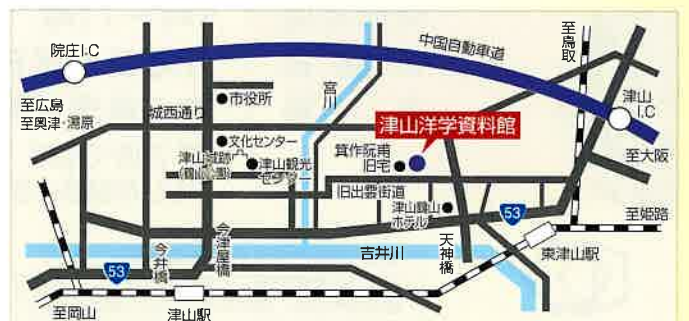 院庄I.C
中国自動車道
至鳥取
至広島
至奥津・湯原
城西通り
市役所
宮川
津山洋学資料館
津山
I.C
文化センター
津山城跡
(鶴山公園)
津山観光
センター
箕作阮甫
旧宅
至大阪
旧出雲街道
津山鶴山
ホテル
53
至姫路
今井橋
今津屋橋
吉井川
天神橋
東津山駅
53
至岡山
津山駅